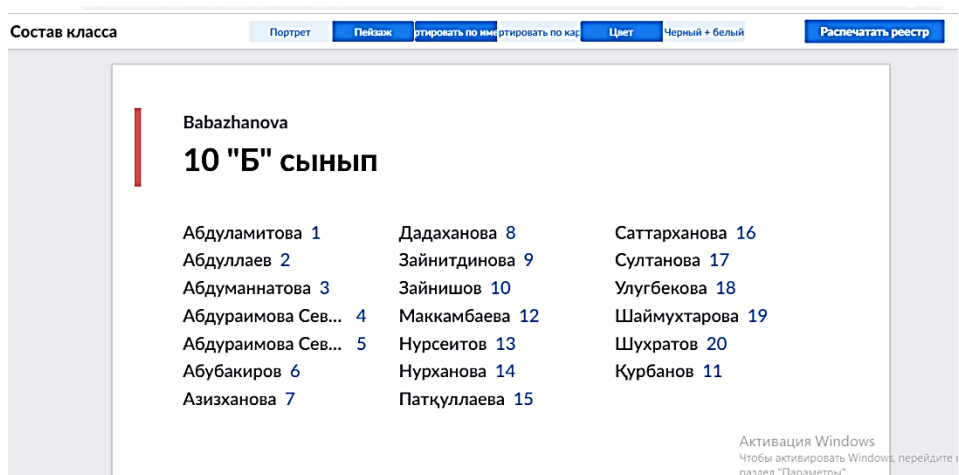 Состав класса
Портрет
Пейзаж
ртировать по име
ртировать по кар
Цвет
Черный + белый
Распечатать реестр
Babazhanova
10 "Б" сынып
Абдуламитова 1
Абдуллаев 2
Абдуманнатова 3
Абдураимова Сев... 4
Абдураимова Сев... 5
Абубакиров 6
Азизханова 7
Дадаханова 8
Зайнитдинова 9
Зайнишов 10
Маккамбаева 12
Нурсеитов 13
Нурханова 14
Патқуллаева 15
Саттарханова 16
Султанова 17
Улугбекова 18
Шаймухтарова 19
Шухратов 20
Қурбанов 11
Активация Windows
Чтобы активировать Windows, перейдите в
раздел "Параметры"